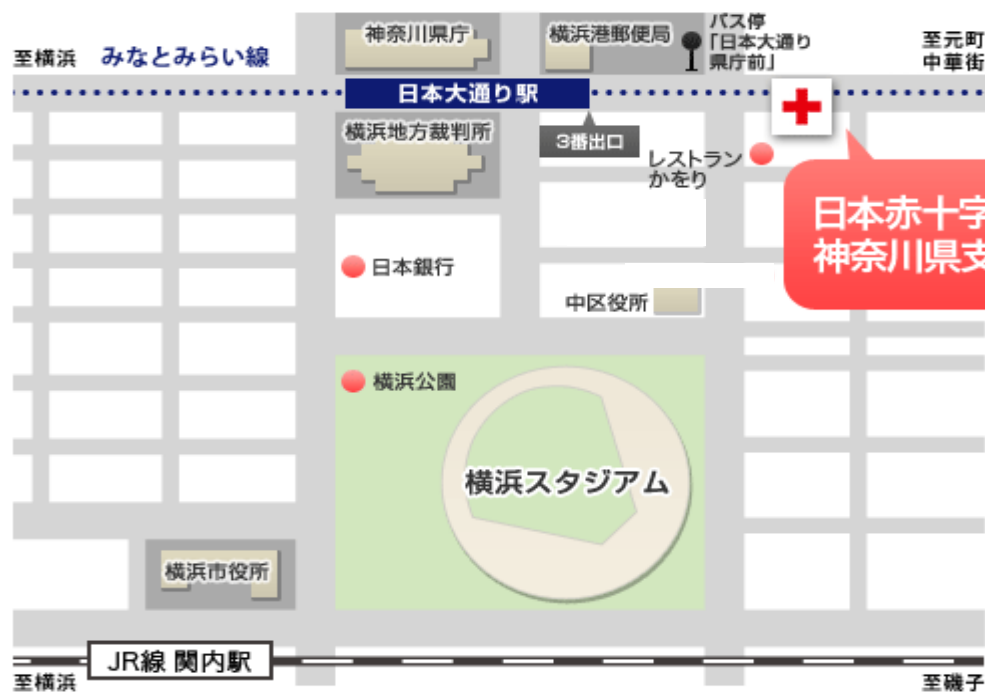 神奈川県庁
横浜港郵便局
バス停
「日本大通り
県庁前」
至横浜
みなとみらい線
至元町
中華街
日本大通り駅
横浜地方裁判所
3番出口
レストラン
かをり
日本赤十字
神奈川県支
日本銀行
中区役所
横浜公園
横浜スタジアム
横浜市役所
JR線 関内駅
至横浜
至磯子